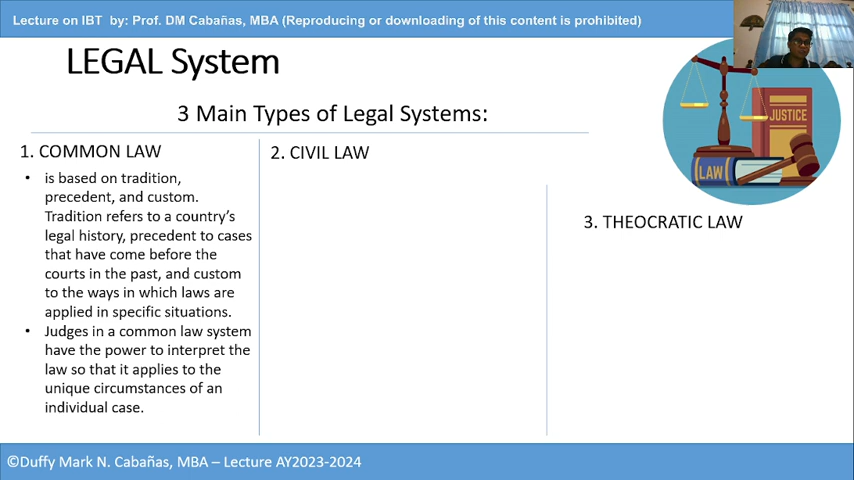 Lecture on IBT by: Prof. DM Cabañas, MBA (Reproducing or downloading of this content is prohibited)
LEGAL System
3 Main Types of Legal Systems:
JUSTICE
LAW
1. COMMON LAW
• is based on tradition,
precedent, and custom.
Tradition refers to a country's
legal history, precedent to cases
that have come before the
courts in the past, and custom
to the ways in which laws are
applied in specific situations.
• Judges in a common law system
have the power to interpret the
law so that it applies to the
unique circumstances of an
individual case.
2. CIVIL LAW
3. THEOCRATIC LAW
©Duffy Mark N. Cabañas, MBA – Lecture AY2023-2024